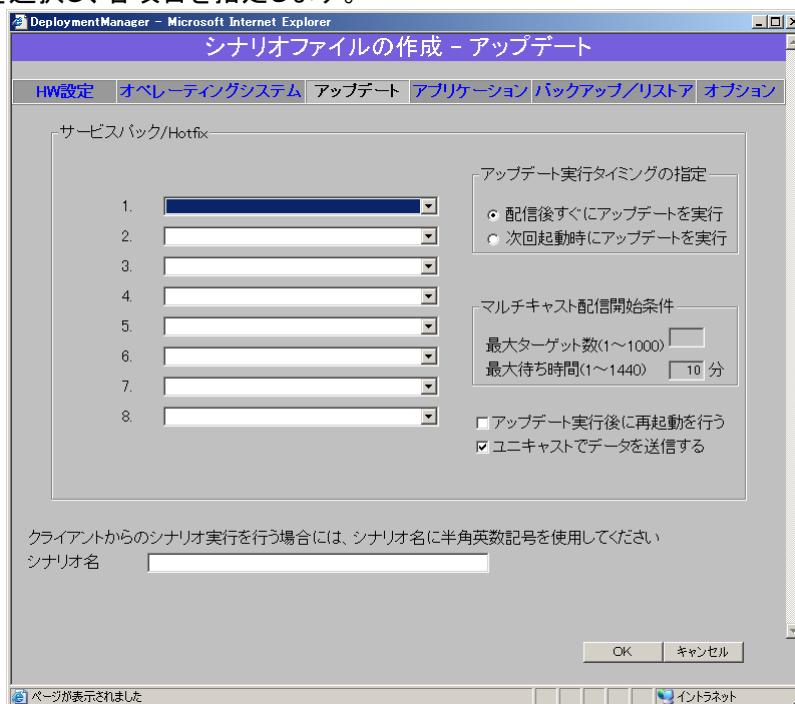 を選択し、各項目を指定します。
DeploymentManager - Microsoft Internet Explorer
シナリオファイルの作成 - アップデート
HW設定 オペレーティングシステム アップデート アプリケーション バックアップ／リストア オプション
サービスパック/Hotfix
アップデート実行タイミングの指定
1.
配信後すぐにアップデートを実行
2.
次回起動時にアップデートを実行
3.
4.
マルチキャスト配信開始条件
5.
最大ターゲット数(1～1000)
6.
最大待ち時間(1～1440) 10 分
7.
8.
アップデート実行後に再起動を行う
ユニキャストでデータを送信する
クライアントからのシナリオ実行を行う場合には、シナリオ名に半角英数記号を使用してください
シナリオ名
OK キャンセル
ページが表示されました イントラネット